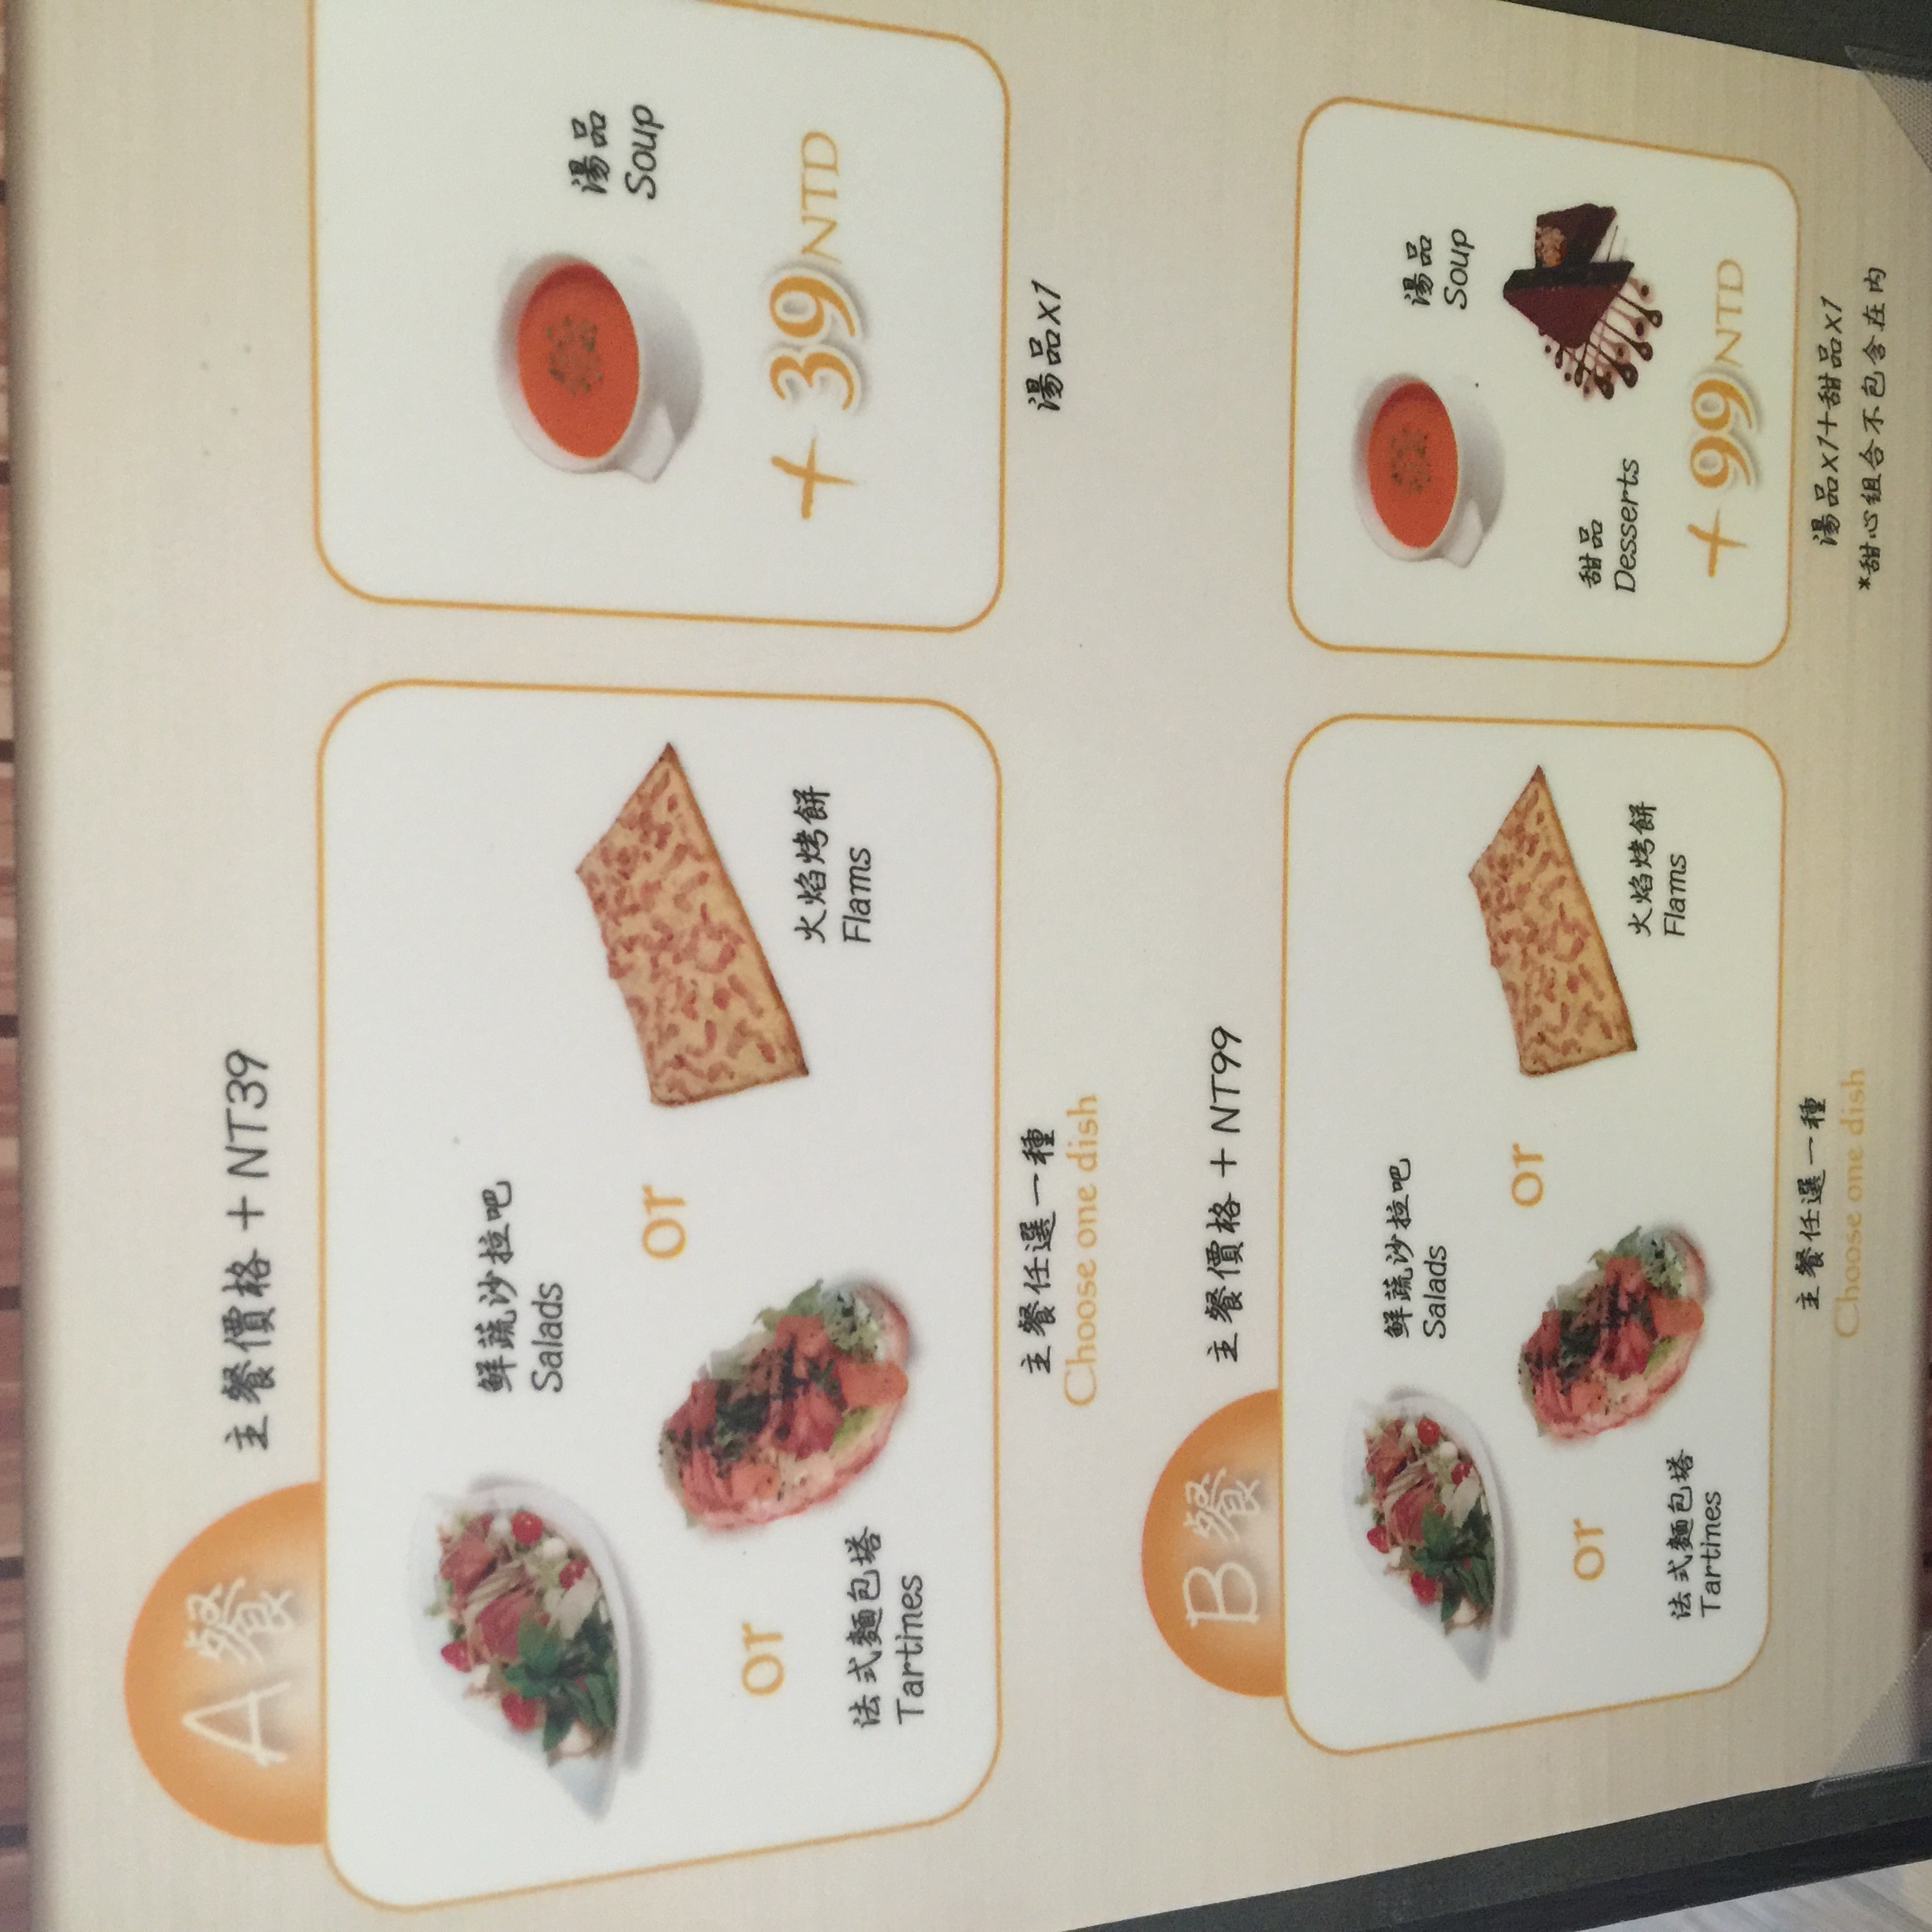 A餐
主餐價格 + NT39
鮮蔬沙拉吧
Salads
or
or
法式麵包塔
Tartines
火焰烤餅
Flams
主餐任選一種
Choose one dish
湯品
Soup
+ 39 NTD
湯品x1
B餐
主餐價格 + NT99
鮮蔬沙拉吧
Salads
or
or
法式麵包塔
Tartines
火焰烤餅
Flams
主餐任選一種
Choose one dish
湯品
Soup
甜品
Desserts
+ 99 NTD
湯品x1+甜品x1
*甜心組合不包含在內